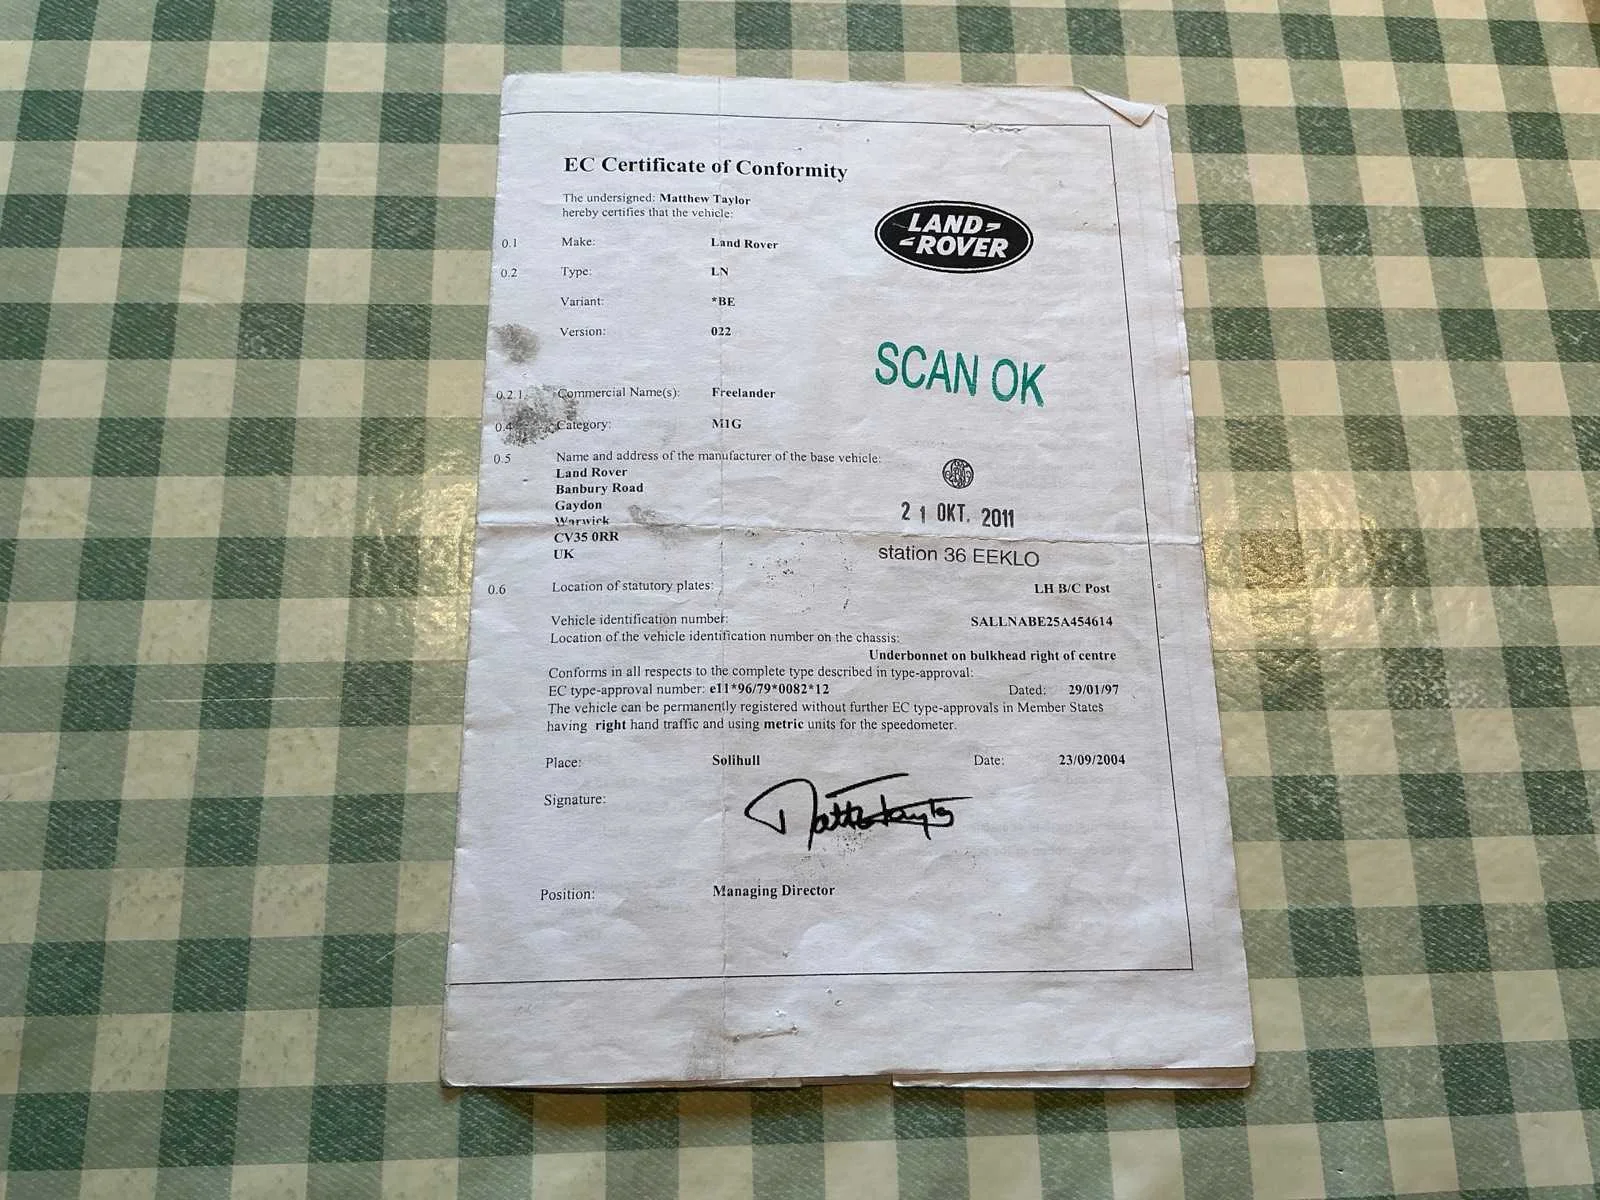 EC Certificate of Conformity
The undersigned: Matthew Taylor
hereby certifies that the vehicle:
LAND
ROVER
0.1 Make: Land Rover
0.2 Type: LN
Variant: *BE
Version: 022
SCAN OK
0.2.1. Commercial Name(s): Freelander
0.4 Category: M1G
0.5 Name and address of the manufacturer of the base vehicle:
Land Rover
Banbury Road
Gaydon
Warwick
CV35 0RR
UK
21 OKT. 2011
station 36 EEKLO
0.6 Location of statutory plates: LH B/C Post
Vehicle identification number: SALLNABE25A454614
Location of the vehicle identification number on the chassis:
Underbonnet on bulkhead right of centre
Conforms in all respects to the complete type described in type-approval:
EC type-approval number: e11*96/79*0082*12 Dated: 29/01/97
The vehicle can be permanently registered without further EC type-approvals in Member States
having right hand traffic and using metric units for the speedometer.
Place: Solihull Date: 23/09/2004
Signature:
Position: Managing Director